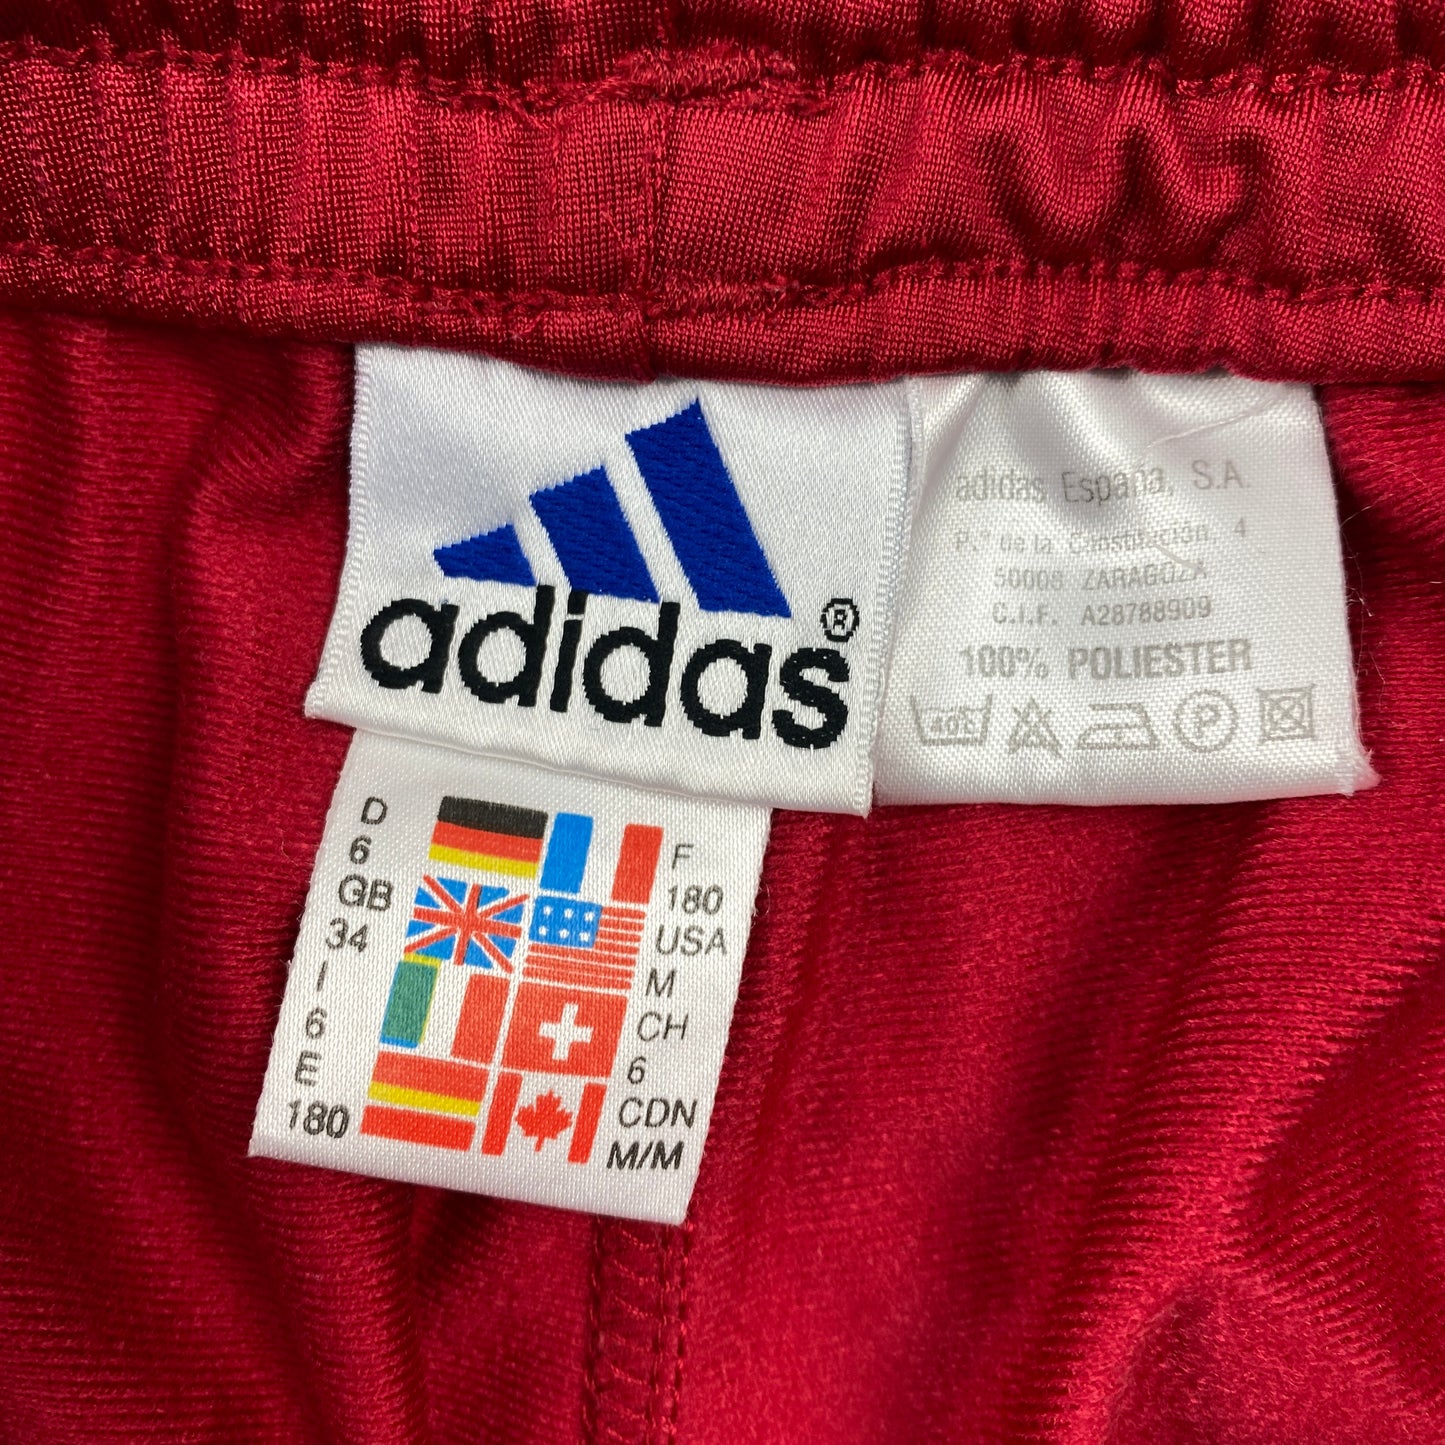 adidas®
adidas España, S.A.
P.º de la Constitución, 4
50008 ZARAGOZA
C.I.F. A28788909
100% POLIESTER
40°C P
D
6
GB
34
I
6
E
180
F
180
USA
M
CH
6
CDN
M/M